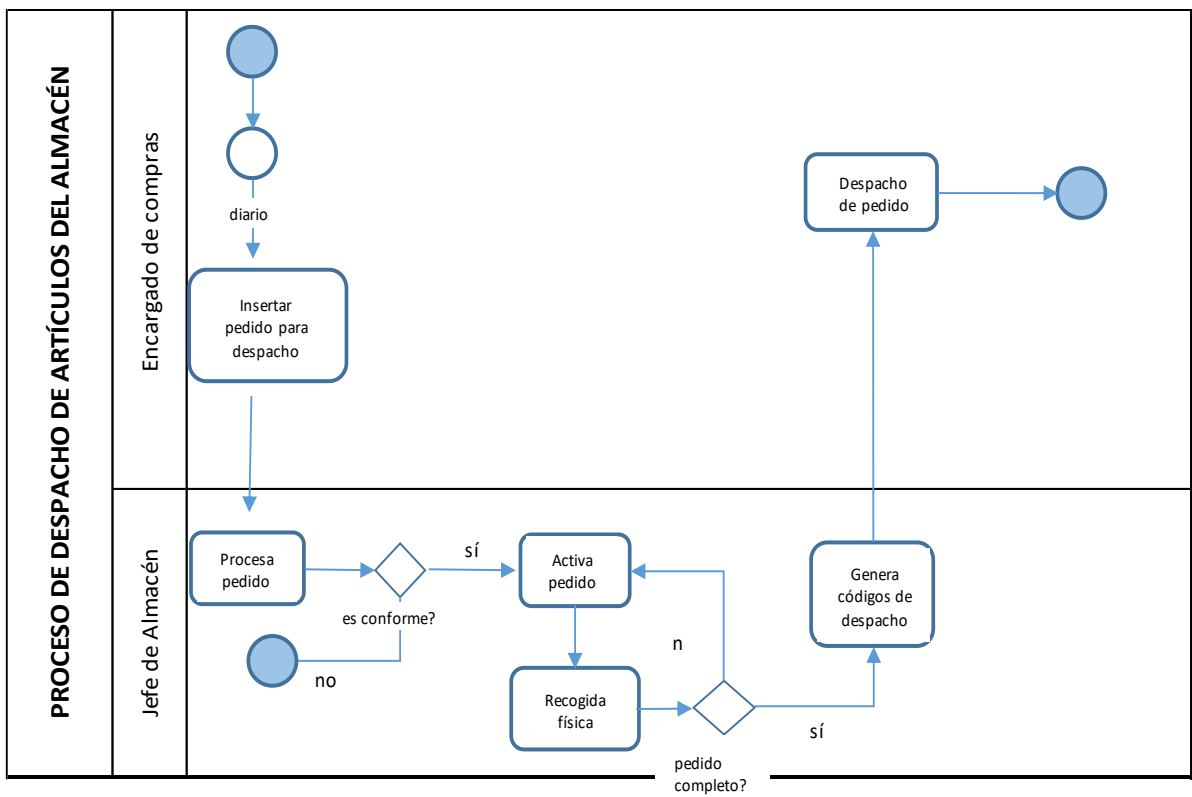 PROCESO DE DESPACHO DE ARTÍCULOS DEL ALMACÉN
Encargado de compras
diario
Insertar
pedido para
despacho
Despacho
de pedido
Jefe de Almacén
Procesa
pedido
es conforme?
sí
no
Activa
pedido
Recogida
física
n
pedido
completo?
sí
Genera
códigos de
despacho